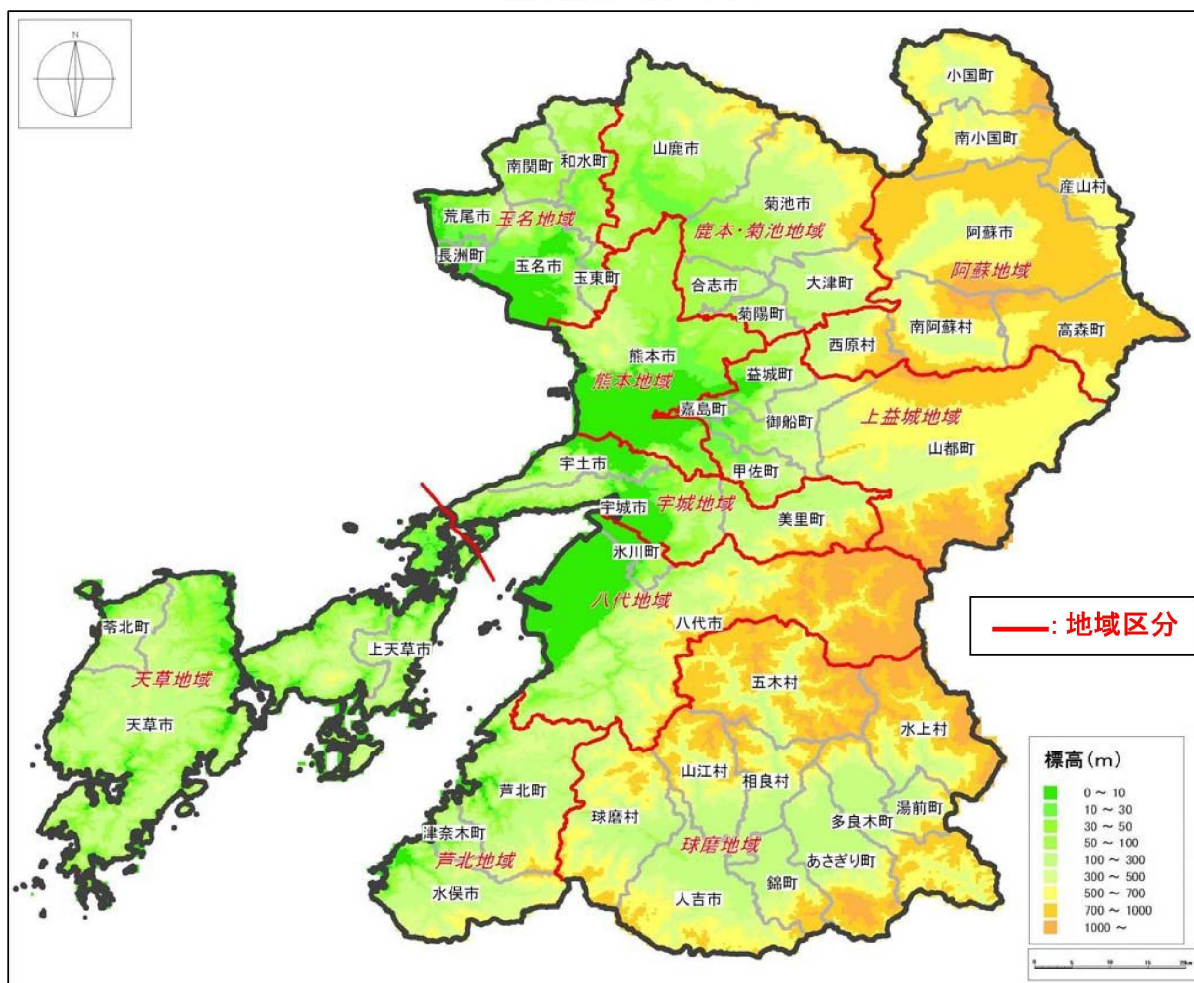 N
小国町
南小国町
産山村
山鹿市
和水町
南関町
菊池市
荒尾市
玉名地域
鹿本・菊池地域
阿蘇市
長洲町
玉名市
玉東町
合志市
大津町
阿蘇地域
菊陽町
南阿蘇村
高森町
西原村
熊本市
熊本地域
益城町
嘉島町
御船町
上益城地域
山都町
宇土市
甲佐町
宇城市
宇城地域
美里町
氷川町
八代地域
八代市
: 地域区分
苓北町
上天草市
天草地域
天草市
五木村
水上村
山江村
相良村
芦北町
球磨村
多良木町
湯前町
津奈木町
芦北地域
球磨地域
あさぎり町
錦町
水俣市
人吉市
標高(m)
0 ~ 10
10 ~ 30
30 ~ 50
50 ~ 100
100 ~ 300
300 ~ 500
500 ~ 700
700 ~ 1000
1000 ~
0 5 10 15 20km